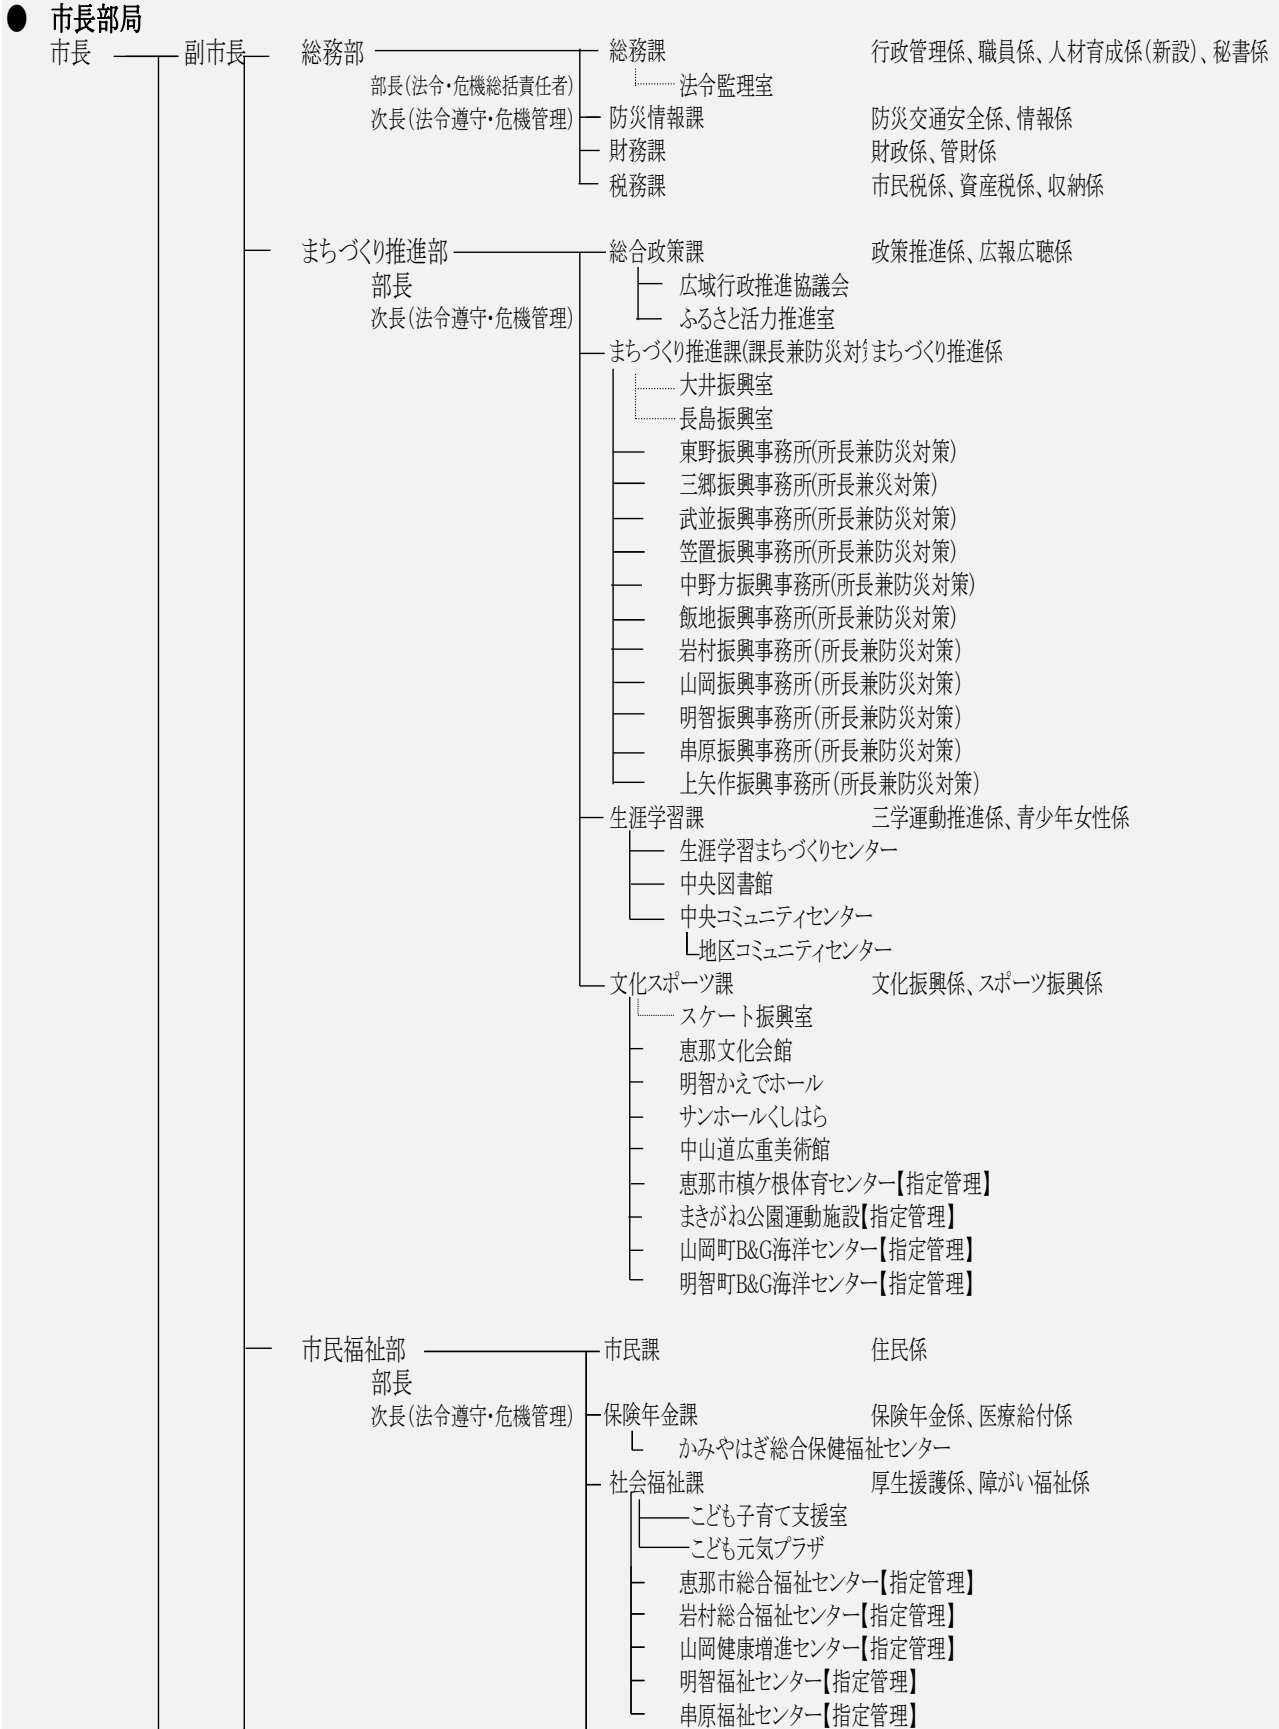 ● 市長部局
市長 副市長 総務部 総務課 行政管理係、職員係、人材育成係(新設)、秘書係
部長(法令・危機総括責任者) 法令監理室
次長(法令遵守・危機管理) 防災情報課 防災交通安全係、情報係
財務課 財政係、管財係
税務課 市民税係、資産税係、収納係
まちづくり推進部 総合政策課 政策推進係、広報広聴係
部長 広域行政推進協議会
次長(法令遵守・危機管理) ふるさと活力推進室
まちづくり推進課(課長兼防災対 まちづくり推進係
大井振興室
長島振興室
東野振興事務所(所長兼防災対策)
三郷振興事務所(所長兼災対策)
武並振興事務所(所長兼防災対策)
笠置振興事務所(所長兼防災対策)
中野方振興事務所(所長兼防災対策)
飯地振興事務所(所長兼防災対策)
岩村振興事務所(所長兼防災対策)
山岡振興事務所(所長兼防災対策)
明智振興事務所(所長兼防災対策)
串原振興事務所(所長兼防災対策)
上矢作振興事務所(所長兼防災対策)
生涯学習課 三学運動推進係、青少年女性係
生涯学習まちづくりセンター
中央図書館
中央コミュニティセンター
地区コミュニティセンター
文化スポーツ課 文化振興係、スポーツ振興係
スケート振興室
恵那文化会館
明智かえでホール
サンホールくしはら
中山道広重美術館
恵那市槙ケ根体育センター【指定管理】
まきがね公園運動施設【指定管理】
山岡町B&G海洋センター【指定管理】
明智町B&G海洋センター【指定管理】
市民福祉部 市民課 住民係
部長
次長(法令遵守・危機管理) 保険年金課 保険年金係、医療給付係
かみやはぎ総合保健福祉センター
社会福祉課 厚生援護係、障がい福祉係
こども子育て支援室
こども元気プラザ
恵那市総合福祉センター【指定管理】
岩村総合福祉センター【指定管理】
山岡健康増進センター【指定管理】
明智福祉センター【指定管理】
串原福祉センター【指定管理】